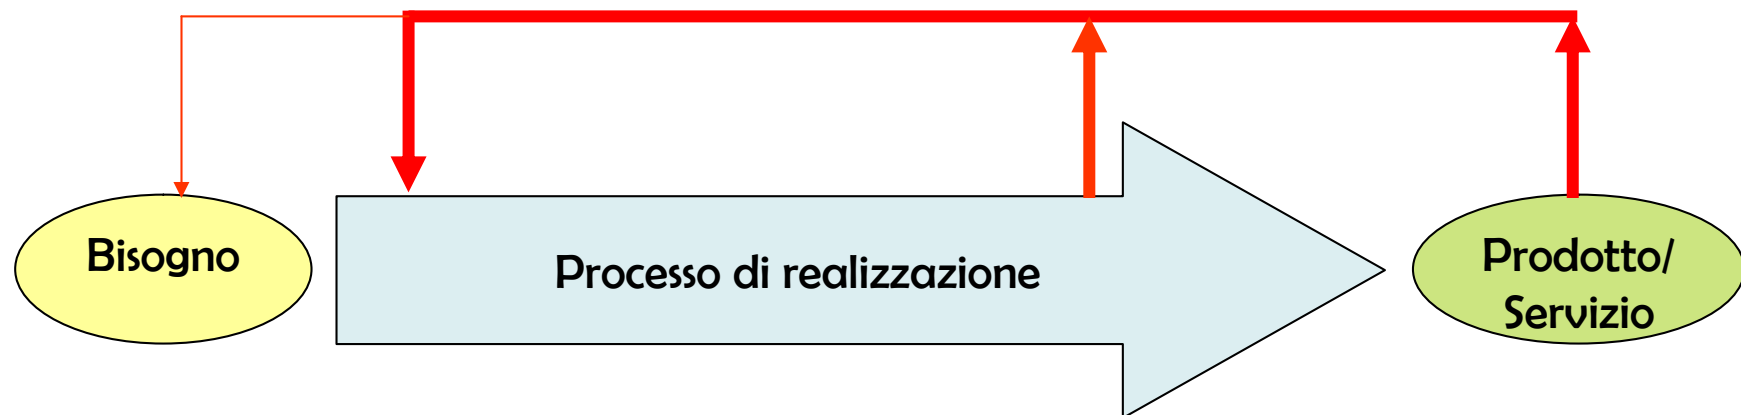 Bisogno
Processo di realizzazione
Prodotto/
Servizio